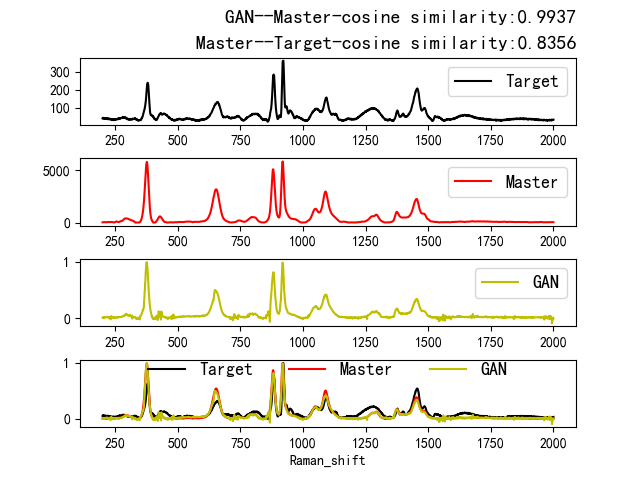 GAN--Master-cosine similarity:0.9937
Master--Target-cosine similarity:0.8356
300
200
100
Target
250 500 750 1000 1250 1500 1750 2000
5000
0
Master
250 500 750 1000 1250 1500 1750 2000
1
0
GAN
250 500 750 1000 1250 1500 1750 2000
1
0
Target Master GAN
250 500 750 1000 1250 1500 1750 2000
Raman_shift